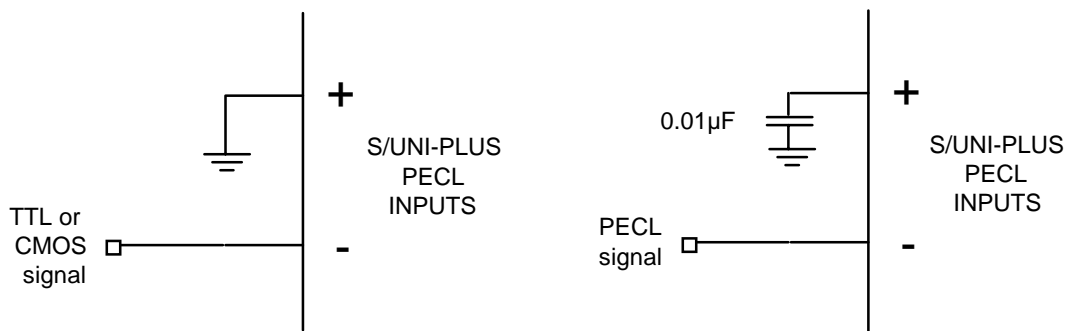 +
S/UNI-PLUS
PECL
INPUTS
TTL or
CMOS
signal
-
0.01µF
+
S/UNI-PLUS
PECL
INPUTS
PECL
signal
-